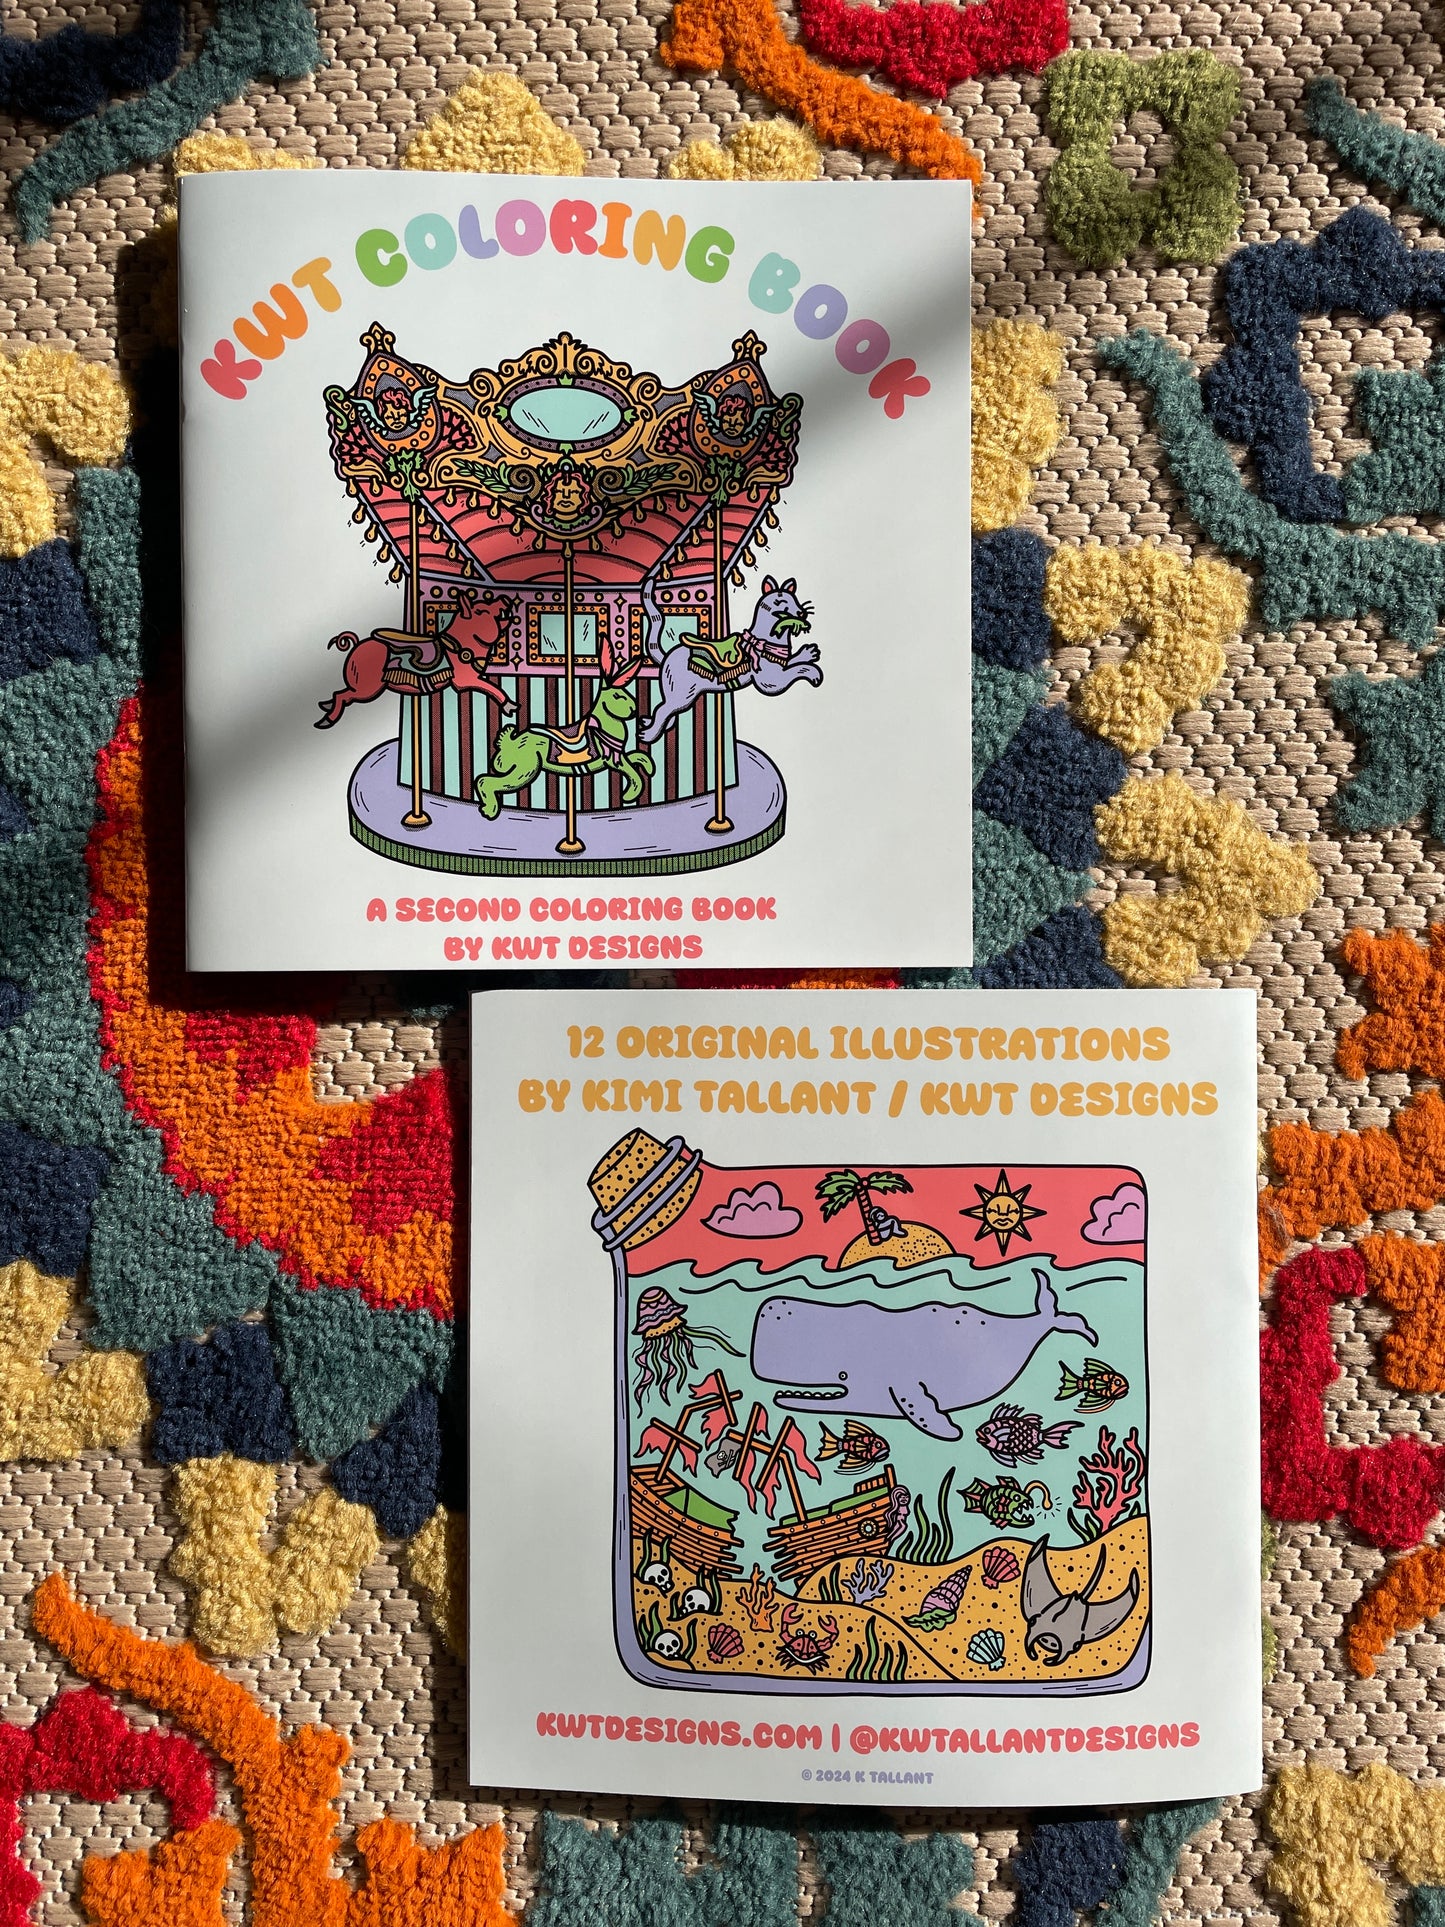 KWT COLORING BOOK
A SECOND COLORING BOOK
BY KWT DESIGNS
12 ORIGINAL ILLUSTRATIONS
BY KIMI TALLANT / KWT DESIGNS
KWTDESIGNS.COM | @KWTALLANTDESIGNS
© 2024 K TALLANT